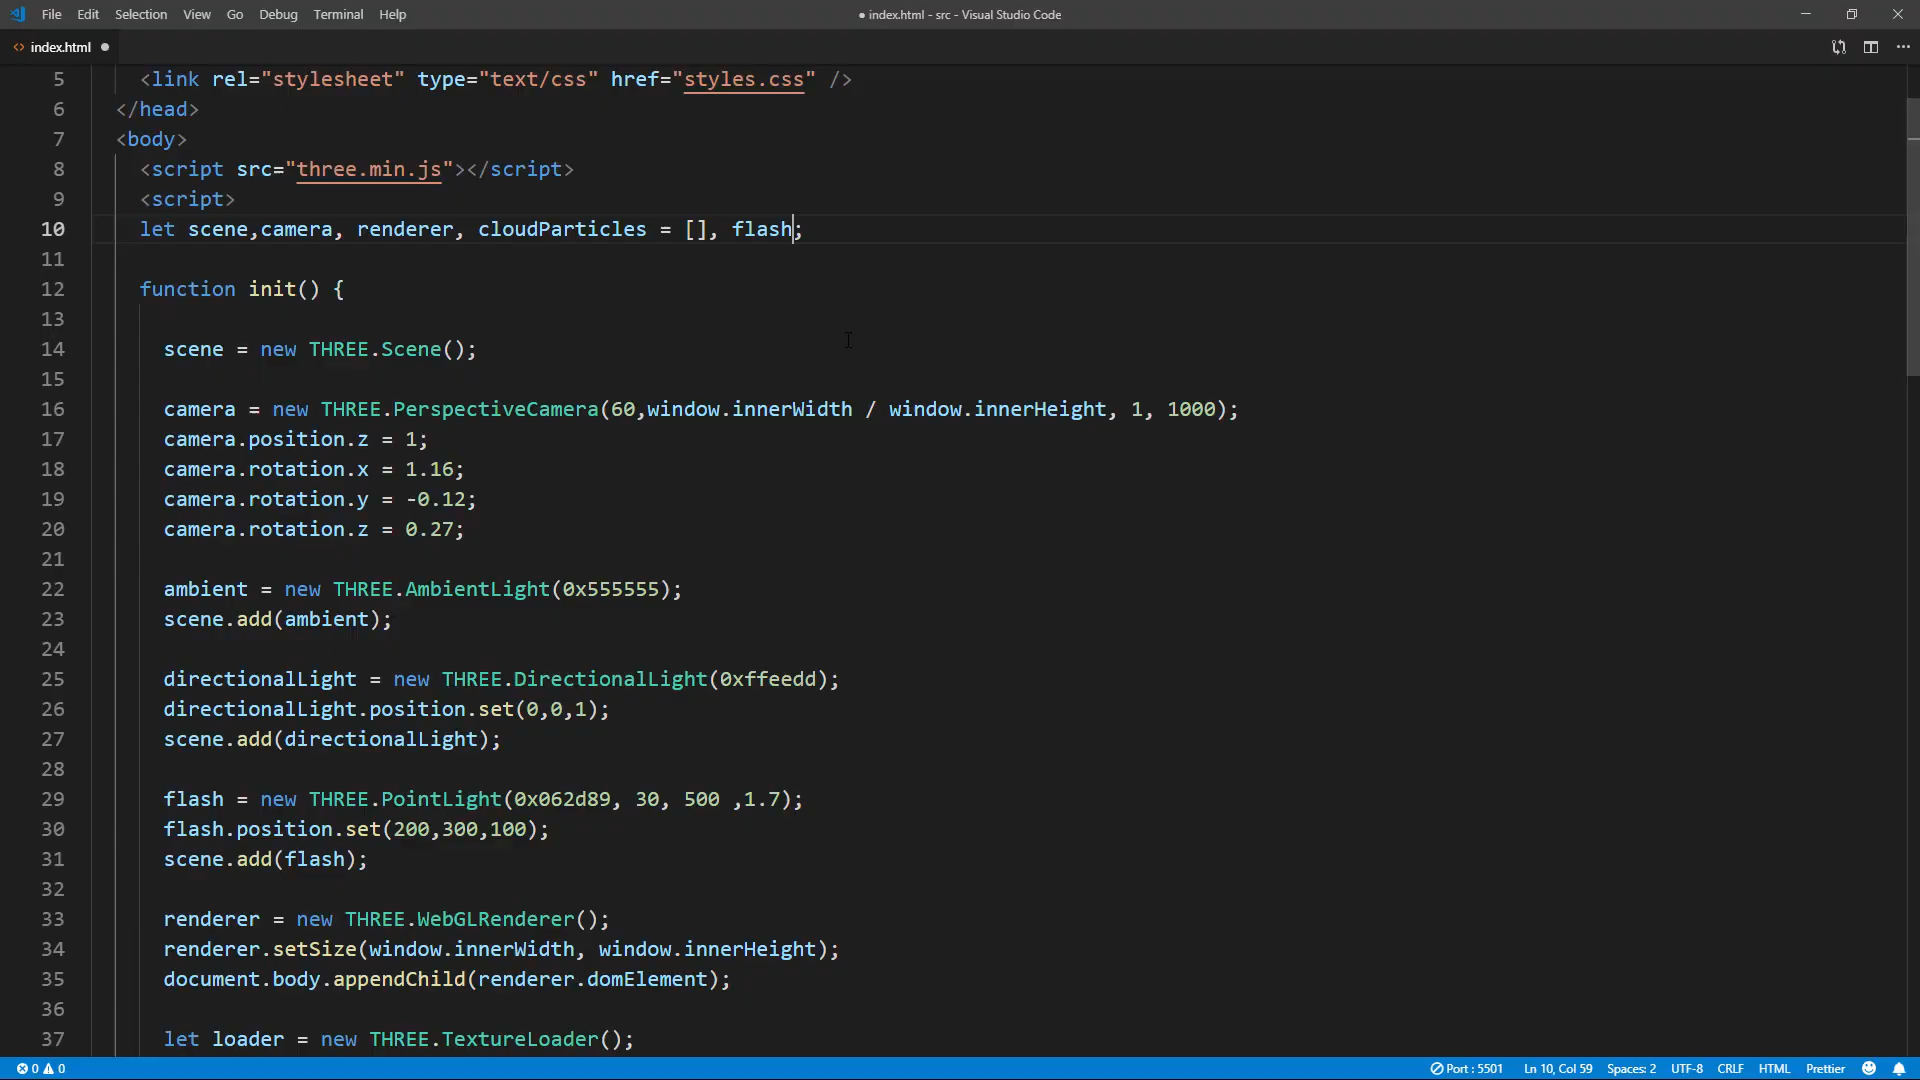 File Edit Selection View Go Debug Terminal Help
● index.html - src - Visual Studio Code
index.html
5 <link rel="stylesheet" type="text/css" href="styles.css" />
6 </head>
7 <body>
8 <script src="three.min.js"></script>
9 <script>
10 let scene,camera, renderer, cloudParticles = [], flash;
11
12 function init() {
13
14 scene = new THREE.Scene();
15
16 camera = new THREE.PerspectiveCamera(60,window.innerWidth / window.innerHeight, 1, 1000);
17 camera.position.z = 1;
18 camera.rotation.x = 1.16;
19 camera.rotation.y = -0.12;
20 camera.rotation.z = 0.27;
21
22 ambient = new THREE.AmbientLight(0x555555);
23 scene.add(ambient);
24
25 directionalLight = new THREE.DirectionalLight(0xffeedd);
26 directionalLight.position.set(0,0,1);
27 scene.add(directionalLight);
28
29 flash = new THREE.PointLight(0x062d89, 30, 500 ,1.7);
30 flash.position.set(200,300,100);
31 scene.add(flash);
32
33 renderer = new THREE.WebGLRenderer();
34 renderer.setSize(window.innerWidth, window.innerHeight);
35 document.body.appendChild(renderer.domElement);
36
37 let loader = new THREE.TextureLoader();
0 0 Port : 5501 Ln 10, Col 59 Spaces: 2 UTF-8 CRLF HTML Prettier